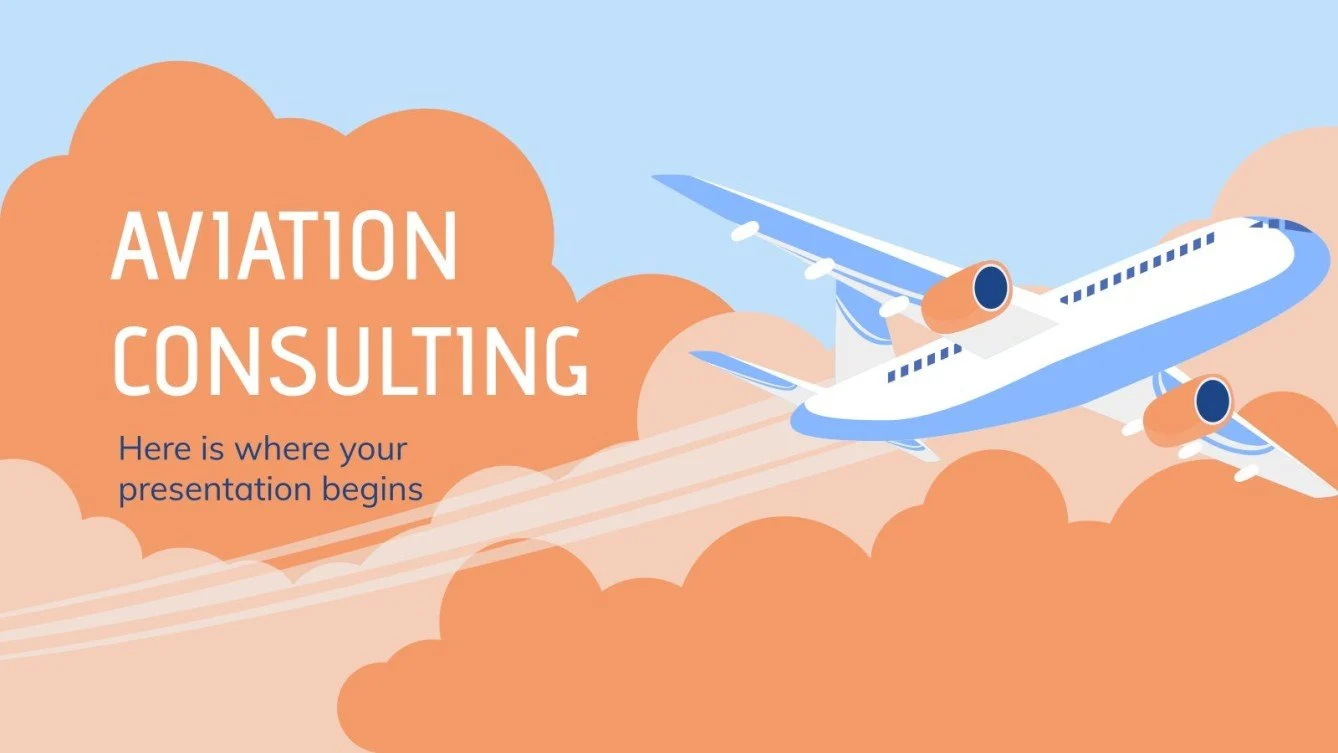 AVIATION
CONSULTING
Here is where your
presentation begins